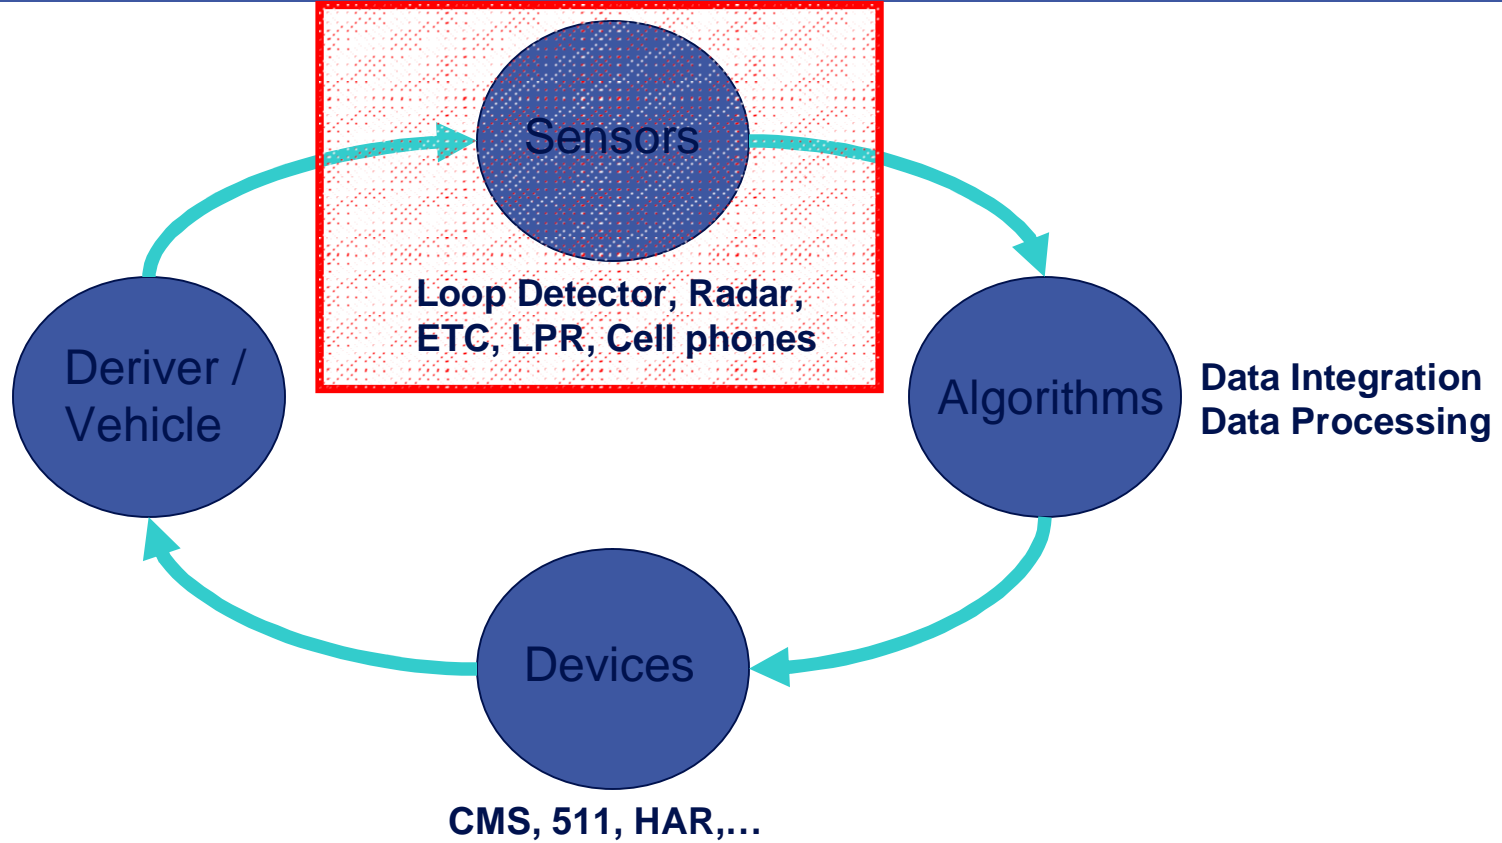 Sensors
Loop Detector, Radar,
ETC, LPR, Cell phones
Deriver /
Vehicle
Algorithms
Data Integration
Data Processing
Devices
CMS, 511, HAR,…